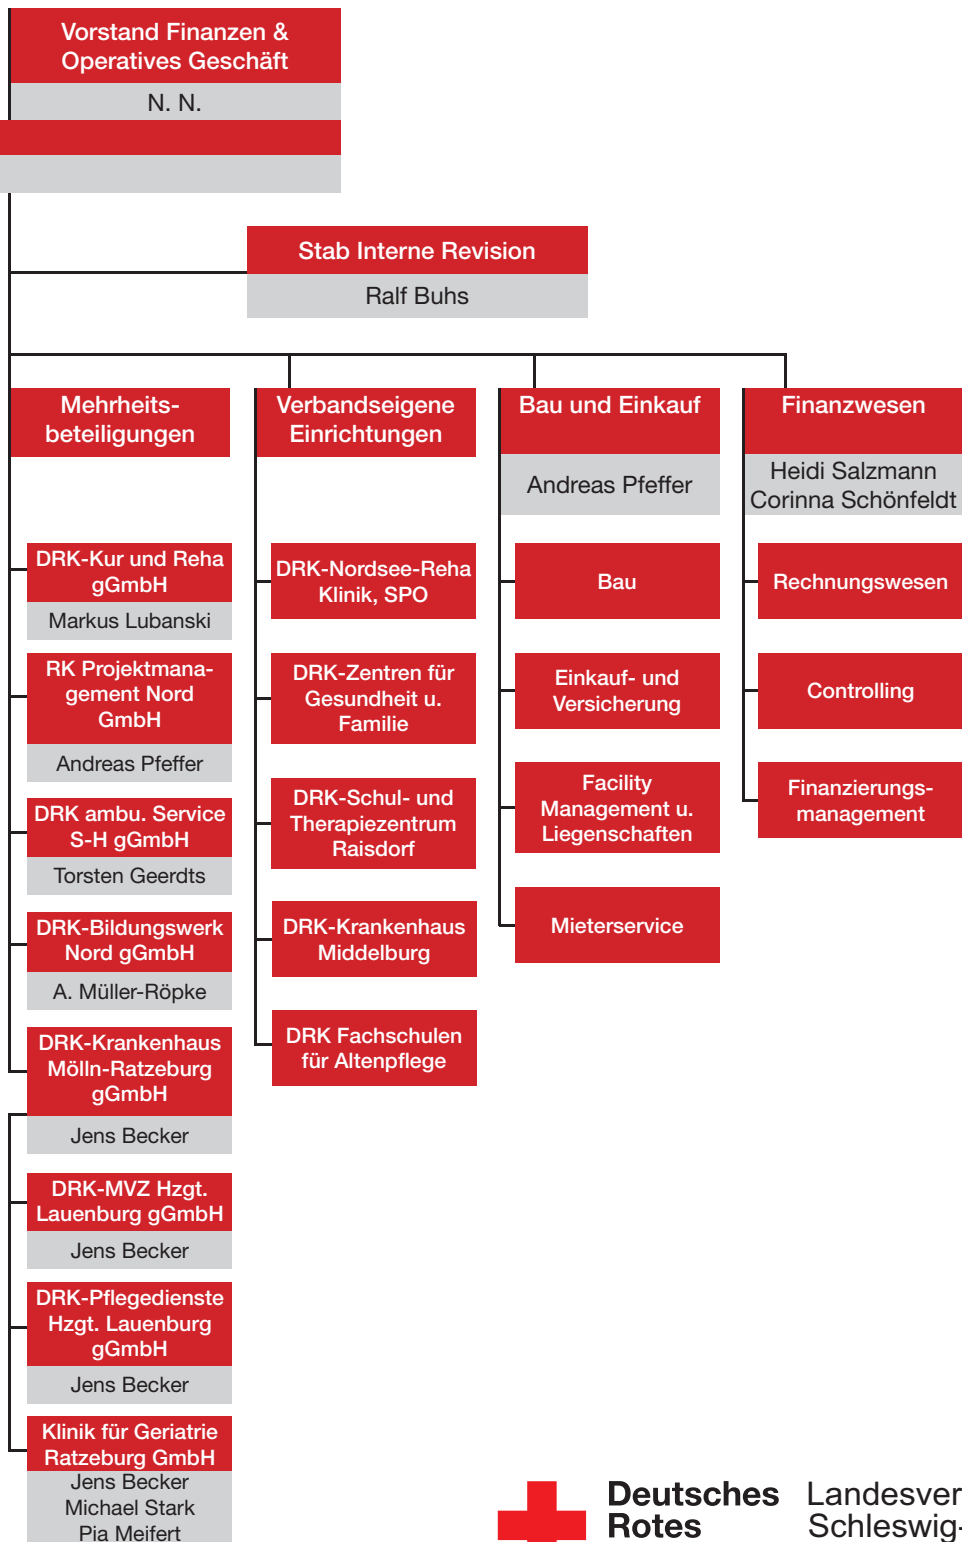 Vorstand Finanzen &
Operatives Geschäft
N. N.
Stab Interne Revision
Ralf Buhs
Mehrheits-
beteiligungen
DRK-Kur und Reha
gGmbH
Markus Lubanski
RK Projektmana-
gement Nord
GmbH
Andreas Pfeffer
DRK ambu. Service
S-H gGmbH
Torsten Geerdts
DRK-Bildungswerk
Nord gGmbH
A. Müller-Röpke
DRK-Krankenhaus
Mölln-Ratzeburg
gGmbH
Jens Becker
DRK-MVZ Hzgt.
Lauenburg gGmbH
Jens Becker
DRK-Pflegedienste
Hzgt. Lauenburg
gGmbH
Jens Becker
Klinik für Geriatrie
Ratzeburg GmbH
Jens Becker
Michael Stark
Pia Meifert
Verbandseigene
Einrichtungen
DRK-Nordsee-Reha
Klinik, SPO
DRK-Zentren für
Gesundheit u.
Familie
DRK-Schul- und
Therapiezentrum
Raisdorf
DRK-Krankenhaus
Middelburg
DRK Fachschulen
für Altenpflege
Bau und Einkauf
Andreas Pfeffer
Bau
Einkauf- und
Versicherung
Facility
Management u.
Liegenschaften
Mieterservice
Finanzwesen
Heidi Salzmann
Corinna Schönfeldt
Rechnungswesen
Controlling
Finanzierungs-
management
Deutsches
Rotes
Landesver
Schleswig-